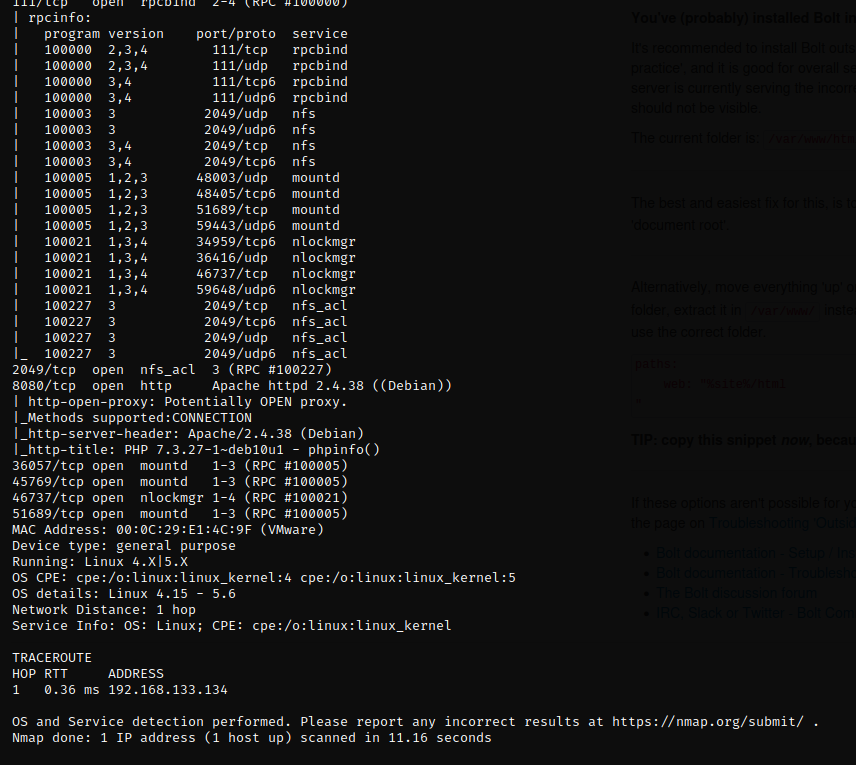 111/tcp   open  rpcbind  2-4 (RPC #100000)
| rpcinfo:
|   program version    port/proto  service
|   100000  2,3,4        111/tcp   rpcbind
|   100000  2,3,4        111/udp   rpcbind
|   100000  3,4          111/tcp6  rpcbind
|   100000  3,4          111/udp6  rpcbind
|   100003  3           2049/udp   nfs
|   100003  3           2049/udp6  nfs
|   100003  3,4         2049/tcp   nfs
|   100003  3,4         2049/tcp6  nfs
|   100005  1,2,3      48003/udp   mountd
|   100005  1,2,3      48405/tcp6  mountd
|   100005  1,2,3      51689/tcp   mountd
|   100005  1,2,3      59443/udp6  mountd
|   100021  1,3,4      34959/tcp6  nlockmgr
|   100021  1,3,4      36416/udp   nlockmgr
|   100021  1,3,4      46737/tcp   nlockmgr
|   100021  1,3,4      59648/udp6  nlockmgr
|   100227  3           2049/tcp   nfs_acl
|   100227  3           2049/tcp6  nfs_acl
|   100227  3           2049/udp   nfs_acl
|_  100227  3           2049/udp6  nfs_acl
2049/tcp  open  nfs_acl  3 (RPC #100227)
8080/tcp  open  http     Apache httpd 2.4.38 ((Debian))
| http-open-proxy: Potentially OPEN proxy.
|_Methods supported:CONNECTION
|_http-server-header: Apache/2.4.38 (Debian)
|_http-title: PHP 7.3.27-1~deb10u1 - phpinfo()
36057/tcp open  mountd   1-3 (RPC #100005)
45769/tcp open  mountd   1-3 (RPC #100005)
46737/tcp open  nlockmgr 1-4 (RPC #100021)
51689/tcp open  mountd   1-3 (RPC #100005)
MAC Address: 00:0C:29:E1:4C:9F (VMware)
Device type: general purpose
Running: Linux 4.X|5.X
OS CPE: cpe:/o:linux:linux_kernel:4 cpe:/o:linux:linux_kernel:5
OS details: Linux 4.15 - 5.6
Network Distance: 1 hop
Service Info: OS: Linux; CPE: cpe:/o:linux:linux_kernel
TRACEROUTE
HOP RTT     ADDRESS
1   0.36 ms 192.168.133.134
OS and Service detection performed. Please report any incorrect results at https://nmap.org/submit/ .
Nmap done: 1 IP address (1 host up) scanned in 11.16 seconds
You've (probably) installed Bolt in
It's recommended to install Bolt outs
practice', and it is good for overall se
server is currently serving the incorr
should not be visible.
The current folder is: /var/www/htm
The best and easiest fix for this, is to
'document root'.
Alternatively, move everything 'up' o
folder, extract it in /var/www/ inste
use the correct folder.
paths:
web: "%site%/html
TIP: copy this snippet now, becau
If these options aren't possible for yo
the page on Troubleshooting 'Outsid
Bolt documentation - Setup / Ins
Bolt documentation - Troublesho
The Bolt discussion forum
IRC, Slack or Twitter - Bolt Com